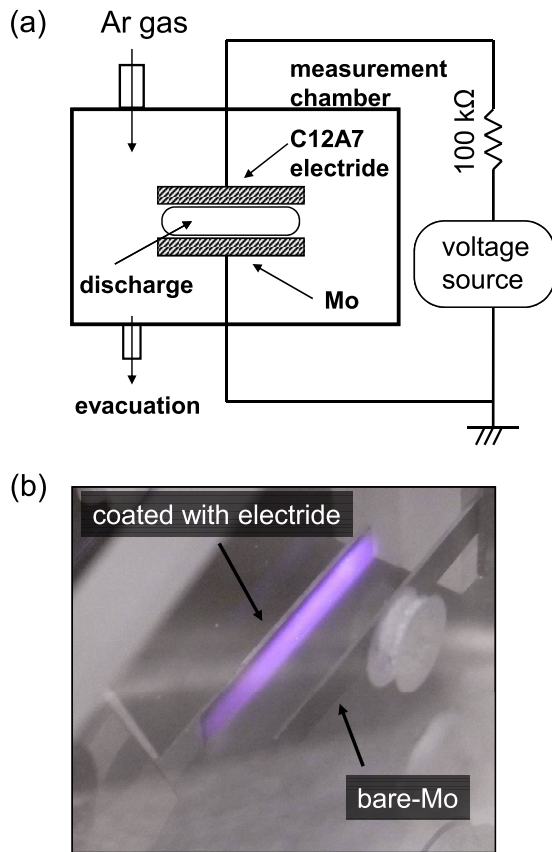 (a)
Ar gas
measurement
chamber
C12A7
electride
100 kΩ
voltage
source
discharge
Mo
evacuation
(b)
coated with electride
bare-Mo